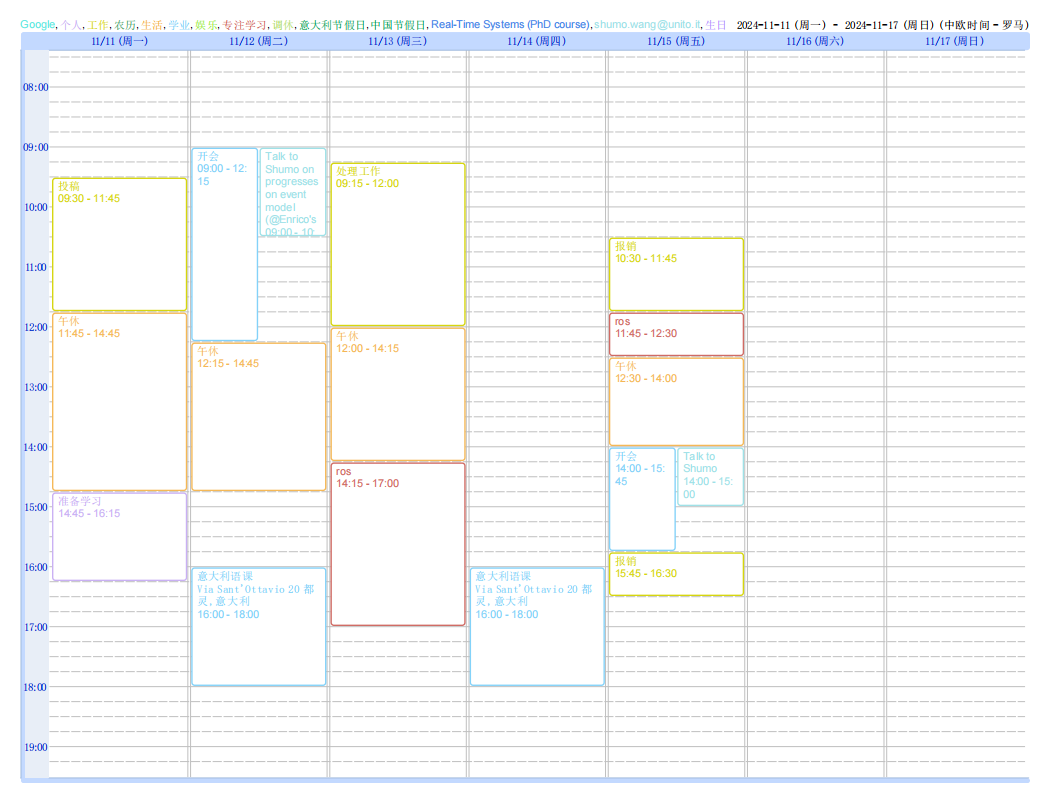 Google, 个人, 工作, 农历, 生活, 学业, 娱乐, 专注学习, 调休, 意大利节假日, 中国节假日, Real-Time Systems (PhD course), shumo.wang@unito.it, 生日 2024-11-11 (周一) - 2024-11-17 (周日) (中欧时间 - 罗马)
11/11 (周一) 11/12 (周二) 11/13 (周三) 11/14 (周四) 11/15 (周五) 11/16 (周六) 11/17 (周日)
08:00
09:00
10:00
11:00
12:00
13:00
14:00
15:00
16:00
17:00
18:00
19:00
投稿
09:30 - 11:45
午休
11:45 - 14:45
准备学习
14:45 - 16:15
开会
09:00 - 12:
15
Talk to
Shumo on
progresses
on event
model
(@Enrico's
09:00 - 10:
午休
12:15 - 14:45
意大利语课
Via Sant'Ottavio 20 都
灵, 意大利
16:00 - 18:00
处理工作
09:15 - 12:00
午休
12:00 - 14:15
ros
14:15 - 17:00
意大利语课
Via Sant'Ottavio 20 都
灵, 意大利
16:00 - 18:00
报销
10:30 - 11:45
ros
11:45 - 12:30
午休
12:30 - 14:00
开会
14:00 - 15:
45
Talk to
Shumo
14:00 - 15:
00
报销
15:45 - 16:30